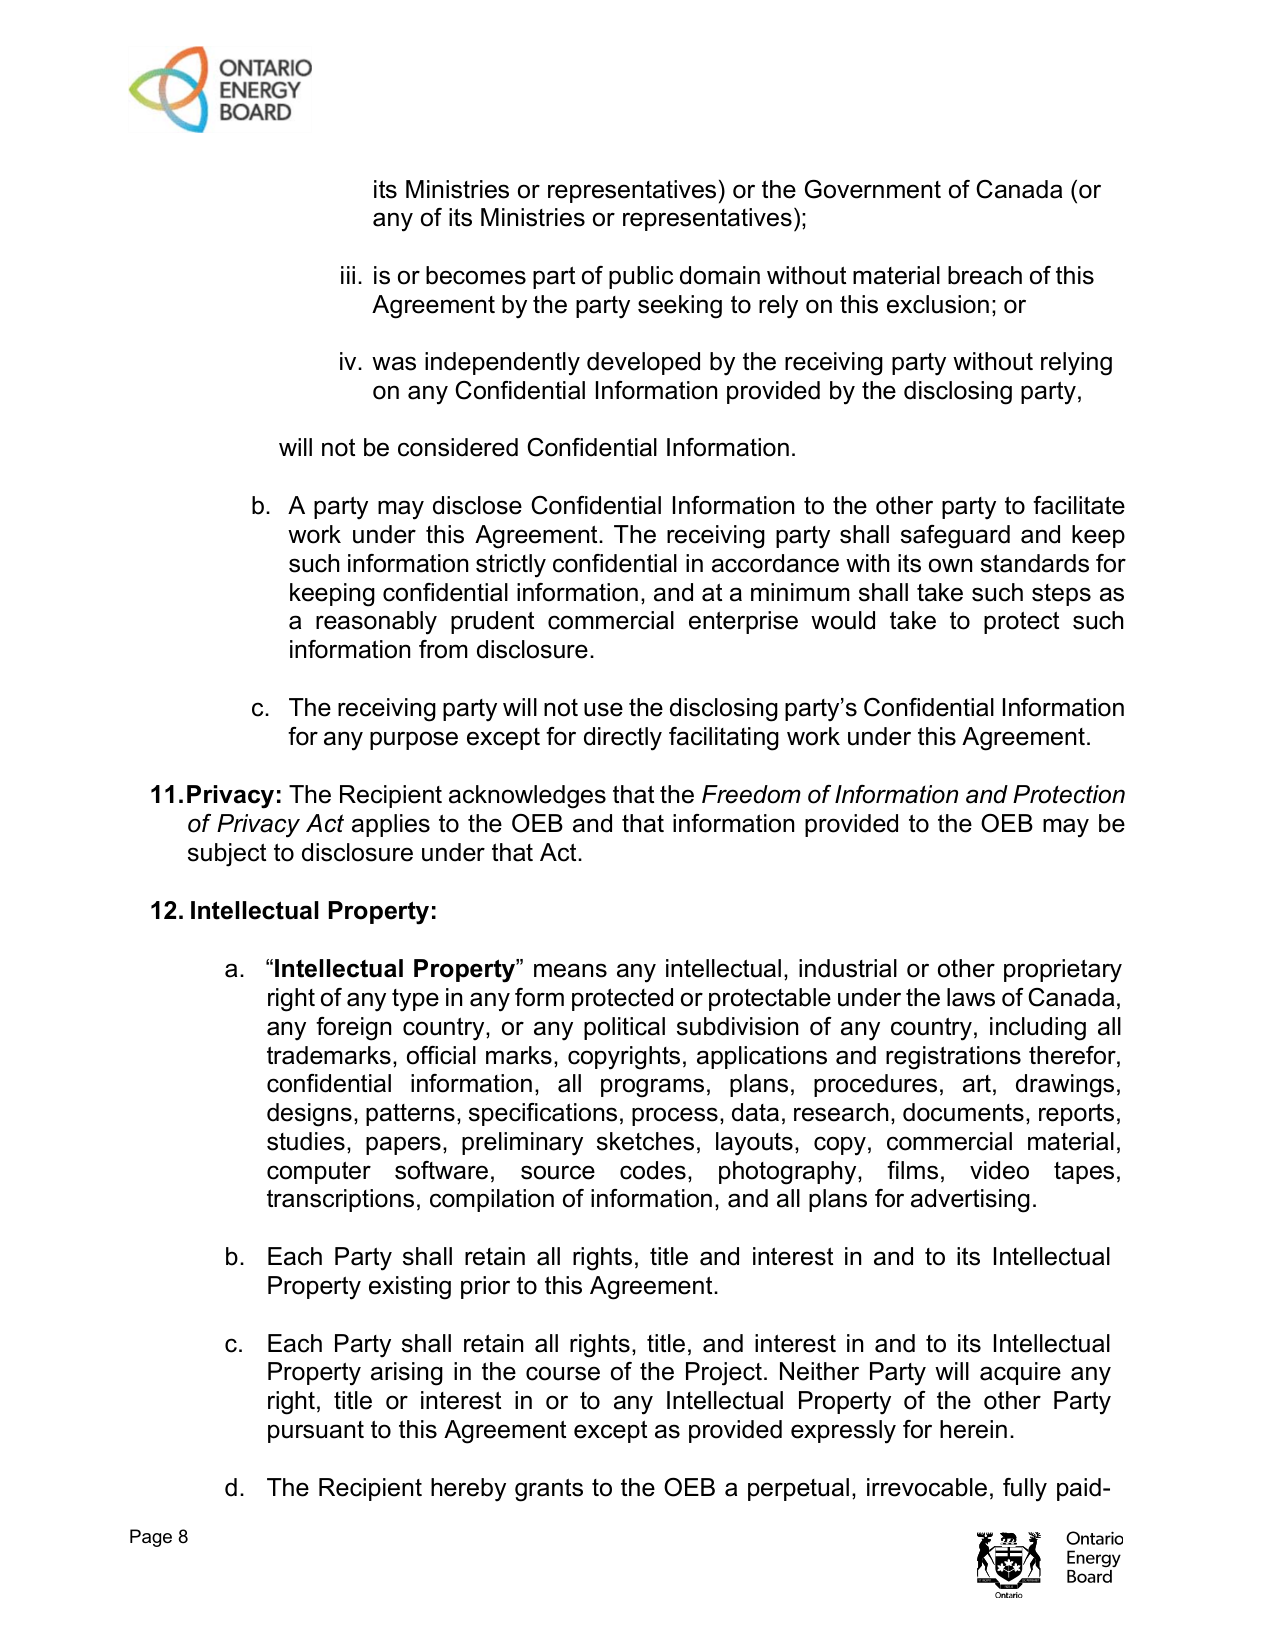 ONTARIO
ENERGY
BOARD
its Ministries or representatives) or the Government of Canada (or
any of its Ministries or representatives);
iii. is or becomes part of public domain without material breach of this
Agreement by the party seeking to rely on this exclusion; or
iv. was independently developed by the receiving party without relying
on any Confidential Information provided by the disclosing party,
will not be considered Confidential Information.
b. A party may disclose Confidential Information to the other party to facilitate
work under this Agreement. The receiving party shall safeguard and keep
such information strictly confidential in accordance with its own standards for
keeping confidential information, and at a minimum shall take such steps as
a reasonably prudent commercial enterprise would take to protect such
information from disclosure.
c. The receiving party will not use the disclosing party’s Confidential Information
for any purpose except for directly facilitating work under this Agreement.
11.Privacy: The Recipient acknowledges that the Freedom of Information and Protection
of Privacy Act applies to the OEB and that information provided to the OEB may be
subject to disclosure under that Act.
12. Intellectual Property:
a. “Intellectual Property” means any intellectual, industrial or other proprietary
right of any type in any form protected or protectable under the laws of Canada,
any foreign country, or any political subdivision of any country, including all
trademarks, official marks, copyrights, applications and registrations therefor,
confidential information, all programs, plans, procedures, art, drawings,
designs, patterns, specifications, process, data, research, documents, reports,
studies, papers, preliminary sketches, layouts, copy, commercial material,
computer software, source codes, photography, films, video tapes,
transcriptions, compilation of information, and all plans for advertising.
b. Each Party shall retain all rights, title and interest in and to its Intellectual
Property existing prior to this Agreement.
c. Each Party shall retain all rights, title, and interest in and to its Intellectual
Property arising in the course of the Project. Neither Party will acquire any
right, title or interest in or to any Intellectual Property of the other Party
pursuant to this Agreement except as provided expressly for herein.
d. The Recipient hereby grants to the OEB a perpetual, irrevocable, fully paid-
Page 8
Ontario
Energy
Board
Ontario